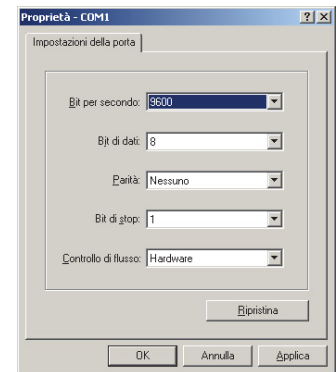 Proprietà - COM1
Impostazioni della porta
Bit per secondo: 9600
Bit di dati: 8
Parità: Nessuno
Bit di stop: 1
Controllo di flusso: Hardware
Ripristina
OK Annulla Applica